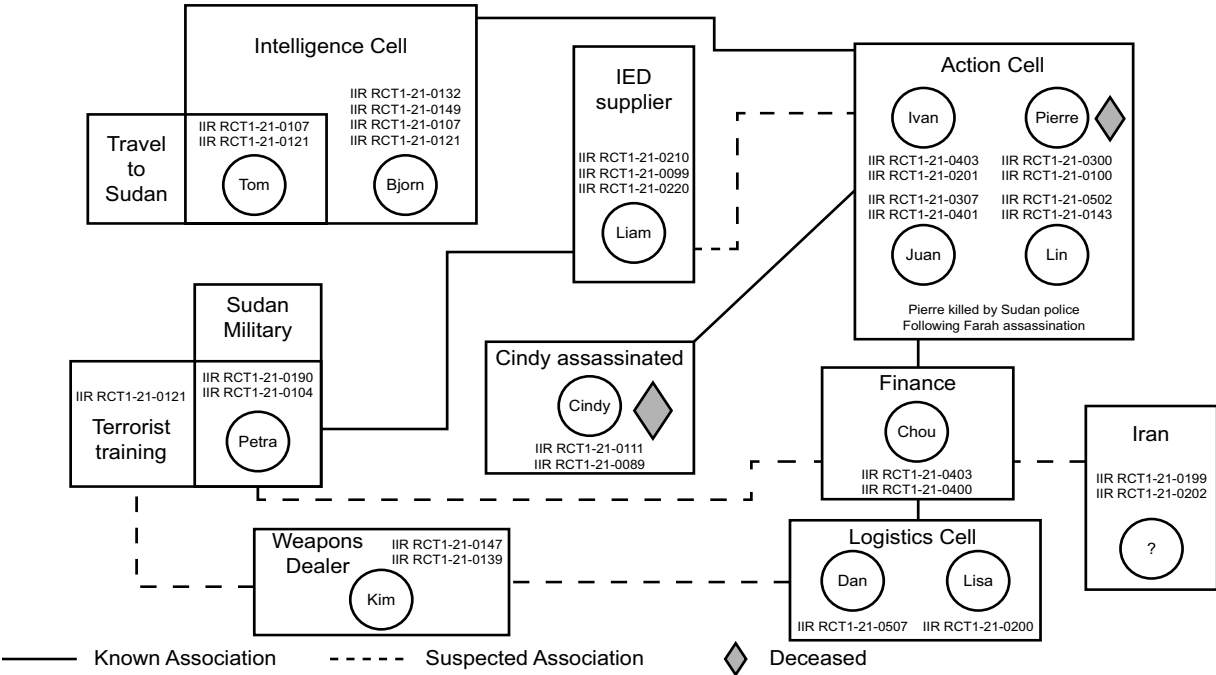 Intelligence Cell
IIR RCT1-21-0132
IIR RCT1-21-0149
IIR RCT1-21-0107
IIR RCT1-21-0121
Bjorn
IIR RCT1-21-0107
IIR RCT1-21-0121
Tom
Travel
to
Sudan
IED
supplier
IIR RCT1-21-0210
IIR RCT1-21-0099
IIR RCT1-21-0220
Liam
Action Cell
Ivan
Pierre
IIR RCT1-21-0403
IIR RCT1-21-0201
IIR RCT1-21-0300
IIR RCT1-21-0100
IIR RCT1-21-0307
IIR RCT1-21-0401
IIR RCT1-21-0502
IIR RCT1-21-0143
Juan
Lin
Pierre killed by Sudan police
Following Farah assassination
Sudan
Military
IIR RCT1-21-0190
IIR RCT1-21-0104
Petra
IIR RCT1-21-0121
Terrorist
training
Cindy assassinated
Cindy
IIR RCT1-21-0111
IIR RCT1-21-0089
Finance
Chou
IIR RCT1-21-0403
IIR RCT1-21-0400
Iran
IIR RCT1-21-0199
IIR RCT1-21-0202
?
Weapons
Dealer
IIR RCT1-21-0147
IIR RCT1-21-0139
Kim
Logistics Cell
Dan
Lisa
IIR RCT1-21-0507
IIR RCT1-21-0200
Known Association
Suspected Association
Deceased